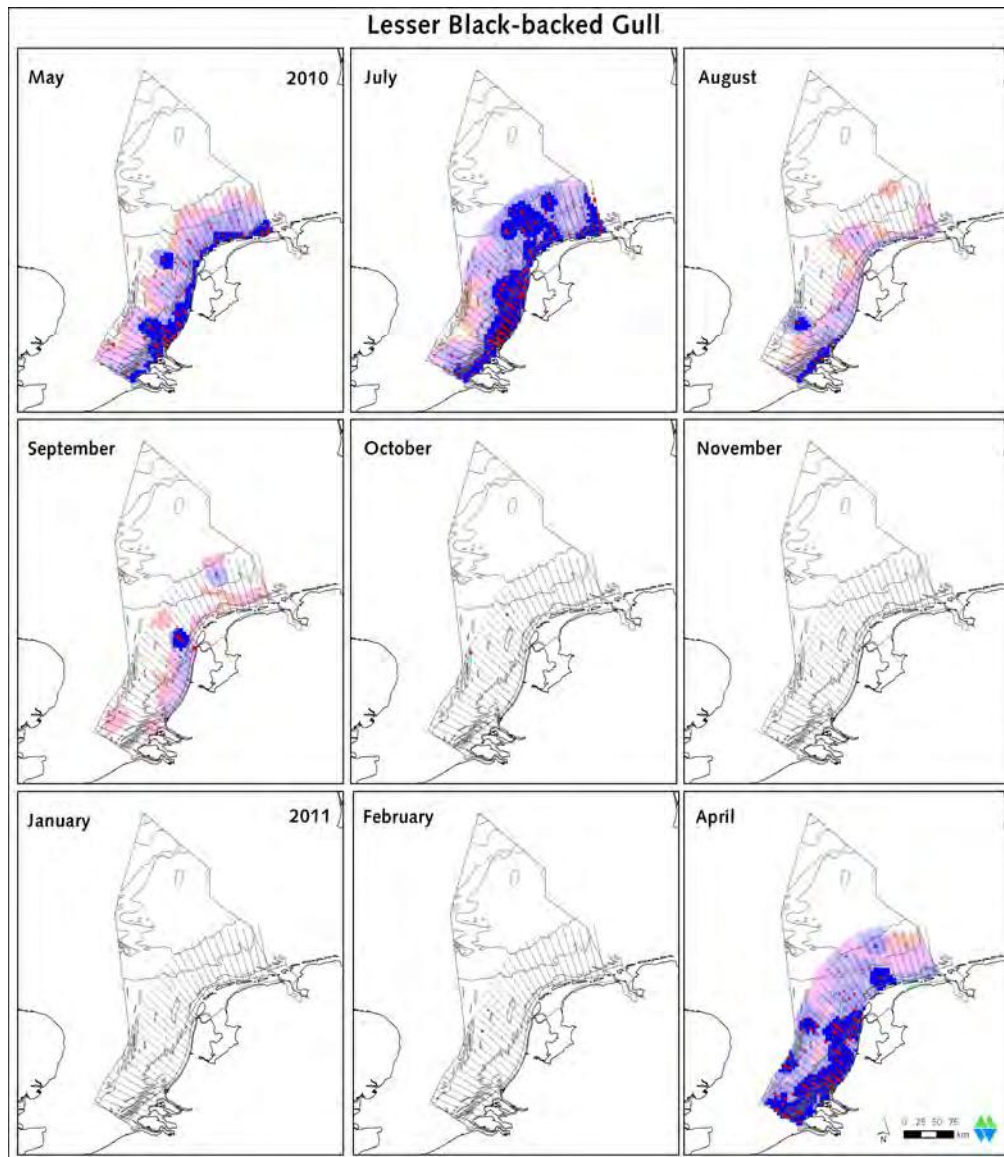 Lesser Black-backed Gull
May 2010
July
August
September
October
November
January 2011
February
April
0 25 50 75
km
N